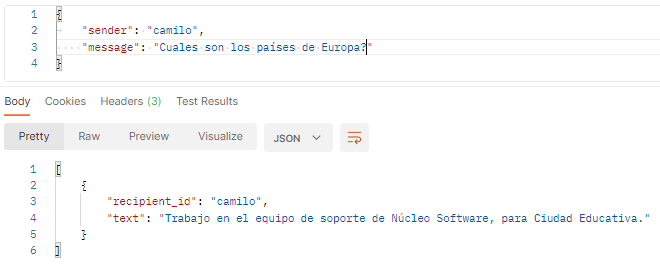 1 {
2 "sender": "camilo",
3 "message": "Cuales son los países de Europa?"
4 }
Body Cookies Headers (3) Test Results
Pretty Raw Preview Visualize JSON
1 [
2 {
3 "recipient_id": "camilo",
4 "text": "Trabajo en el equipo de soporte de Núcleo Software, para Ciudad Educativa."
5 }
6 ]